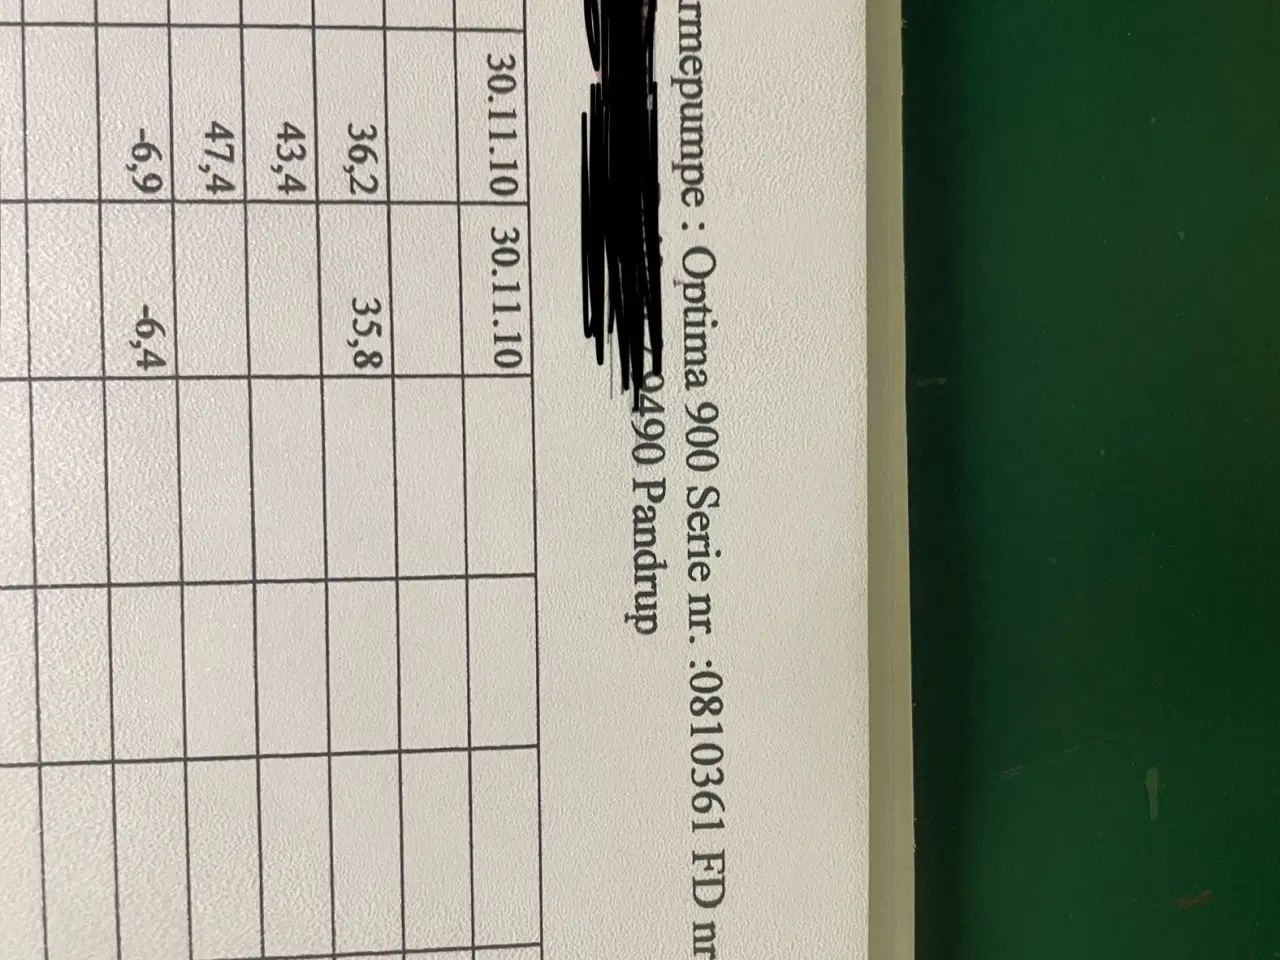 rmepumpe : Optima 900 Serie nr. :0810361 FD nr
9490 Pandrup
30.11.10 30.11.10
36,2 35,8
43,4
47,4
-6,9 -6,4